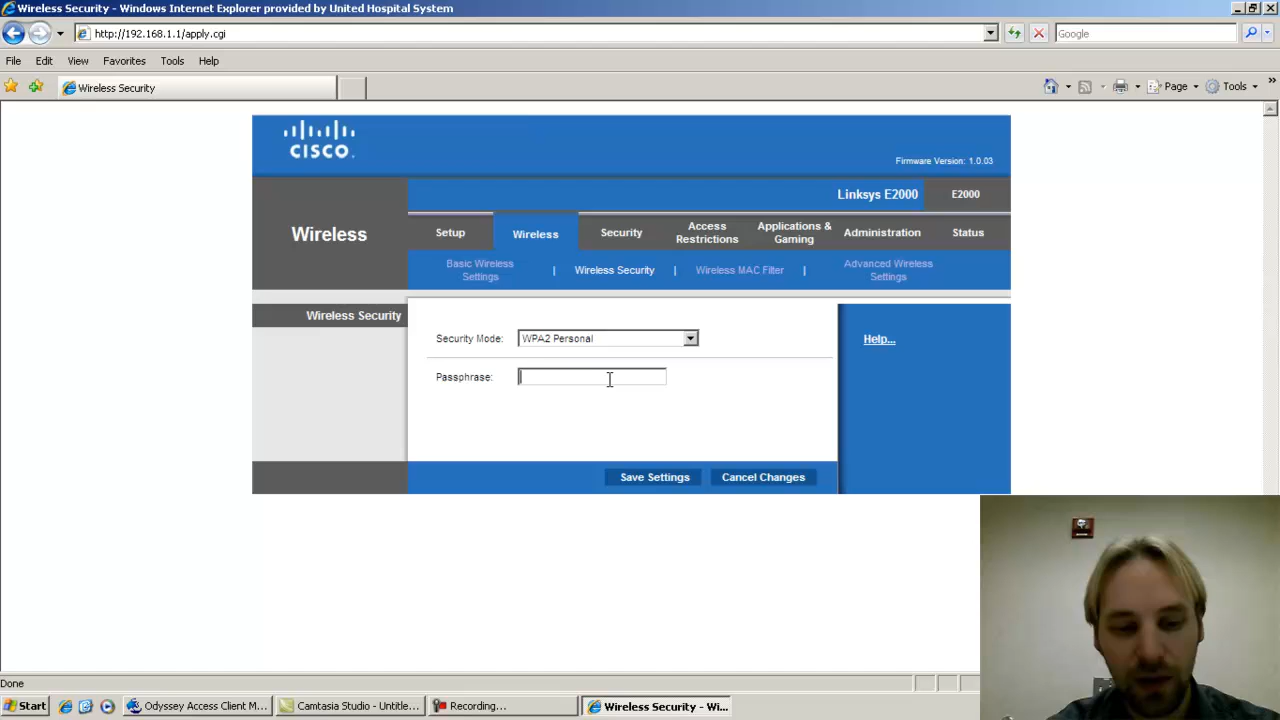 Wireless Security - Windows Internet Explorer provided by United Hospital System
http://192.168.1.1/apply.cgi
Google
File Edit View Favorites Tools Help
Wireless Security
Page Tools
CISCO.
Firmware Version: 1.0.03
Linksys E2000 E2000
Wireless
Setup Wireless Security Access Restrictions Applications & Gaming Administration Status
Basic Wireless Settings | Wireless Security | Wireless MAC Filter | Advanced Wireless Settings
Wireless Security
Security Mode: WPA2 Personal
Help...
Passphrase:
Save Settings Cancel Changes
Done
Start Odyssey Access Client M... Camtasia Studio - Untitle... Recording... Wireless Security - Wi...